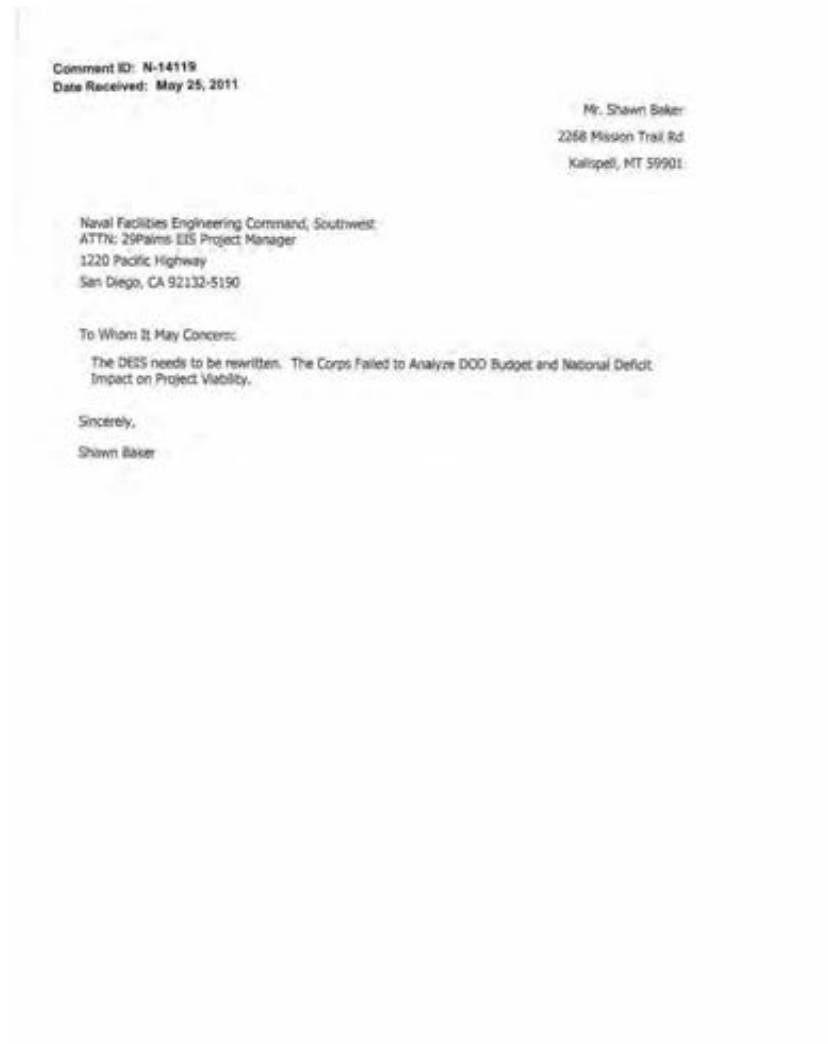 Comment ID: N-14119
Date Received: May 25, 2011
Mr. Shawn Baker
2268 Mission Trail Rd
Kalispell, MT 59901
Naval Facilities Engineering Command, Southwest
ATTN: 29Palms EIS Project Manager
1220 Pacific Highway
San Diego, CA 92132-5190
To Whom It May Concern:
The DEIS needs to be rewritten. The Corps Failed to Analyze DOD Budget and National Deficit
Impact on Project Viability.
Sincerely,
Shawn Baker